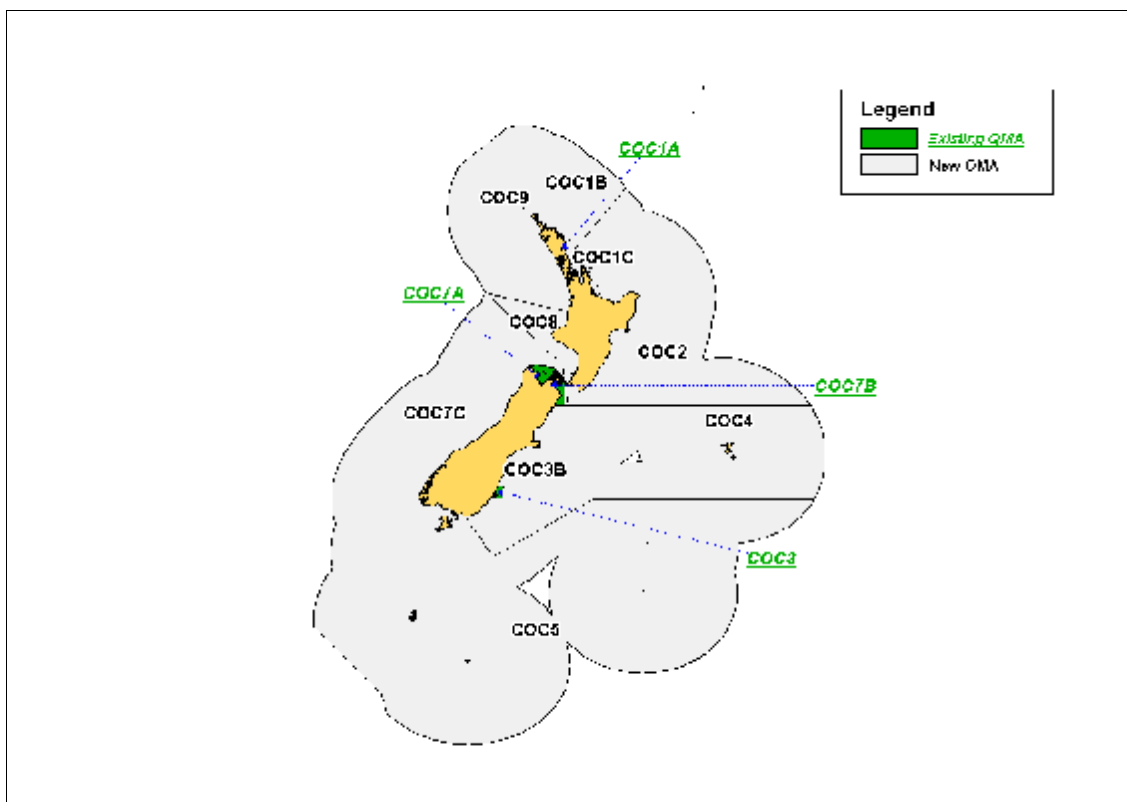 Legend
Existing QMA
New QMA
COC1A
COC1B
COC9
COC1C
COC7A
COC8
COC2
COC7B
COC7C
COC4
COC3B
COC3
COC5